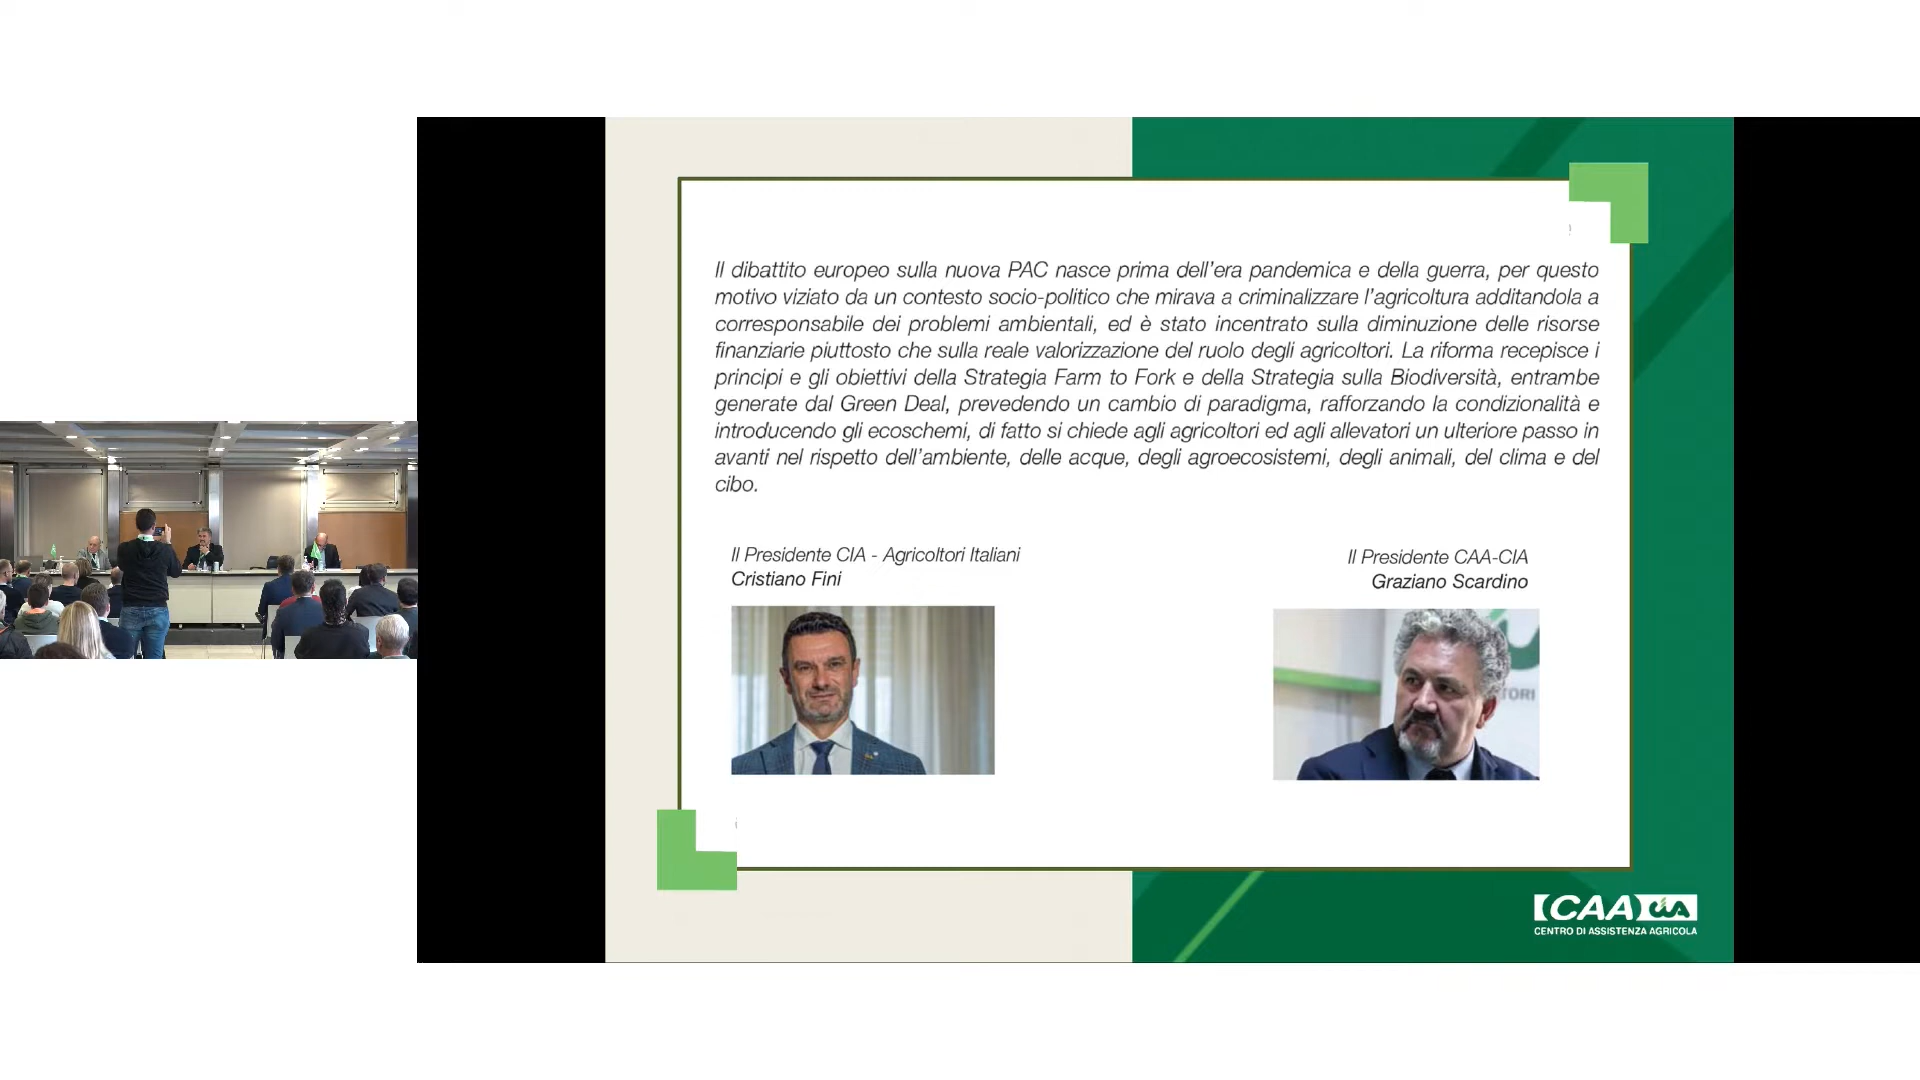 Il dibattito europeo sulla nuova PAC nasce prima dell'era pandemica e della guerra, per questo
motivo viziato da un contesto socio-politico che mirava a criminalizzare l'agricoltura additandola a
corresponsabile dei problemi ambientali, ed è stato incentrato sulla diminuzione delle risorse
finanziarie piuttosto che sulla reale valorizzazione del ruolo degli agricoltori. La riforma recepisce i
principi e gli obiettivi della Strategia Farm to Fork e della Strategia sulla Biodiversità, entrambe
generate dal Green Deal, prevedendo un cambio di paradigma, rafforzando la condizionalità e
introducendo gli ecoschemi, di fatto si chiede agli agricoltori ed agli allevatori un ulteriore passo in
avanti nel rispetto dell'ambiente, delle acque, degli agroecosistemi, degli animali, del clima e del
cibo.
Il Presidente CIA - Agricoltori Italiani
Cristiano Fini
Il Presidente CAA-CIA
Graziano Scardino
TORI
CAA CIA
CENTRO DI ASSISTENZA AGRICOLA